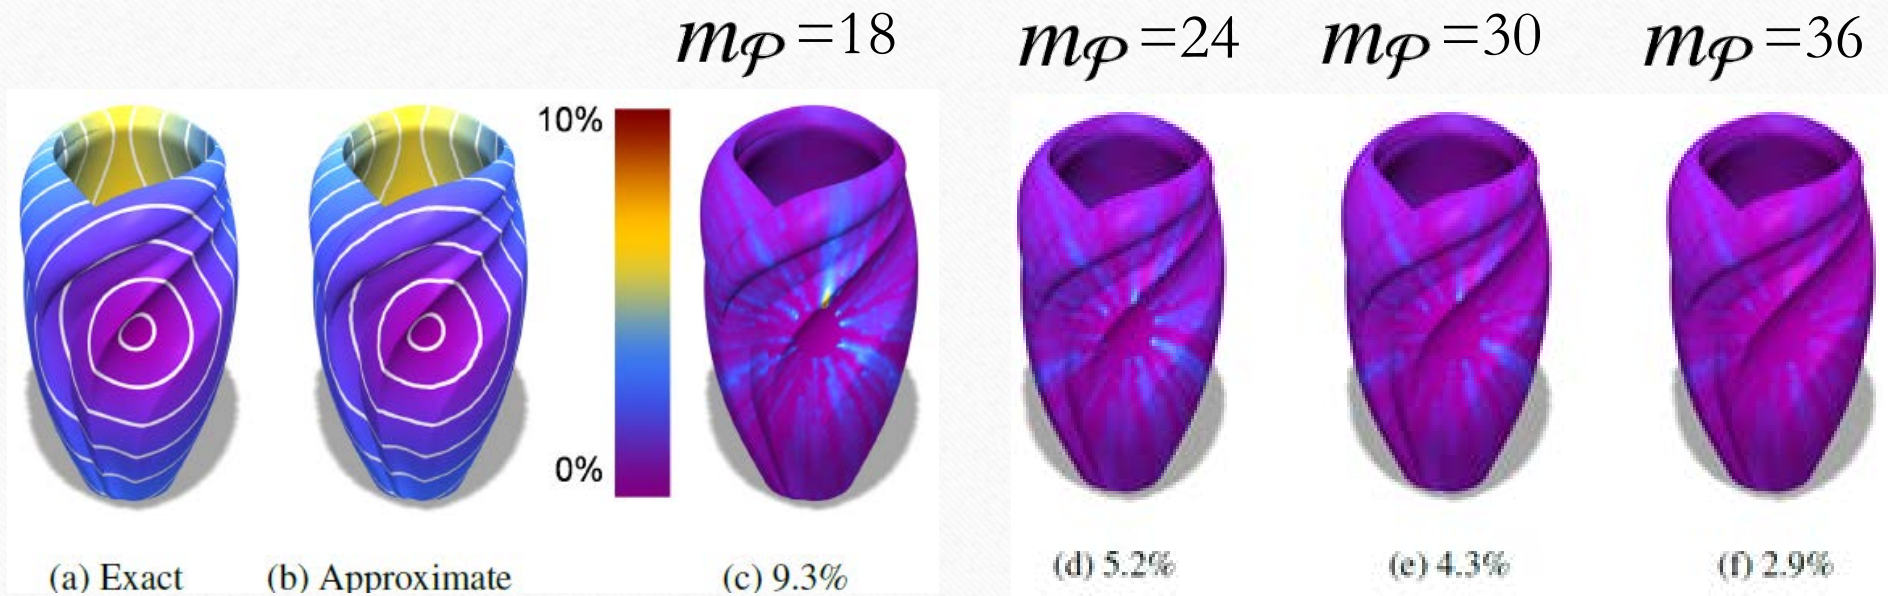 m𝒫=18
m𝒫=24
m𝒫=30
m𝒫=36
10%
0%
(a) Exact
(b) Approximate
(c) 9.3%
(d) 5.2%
(e) 4.3%
(f) 2.9%